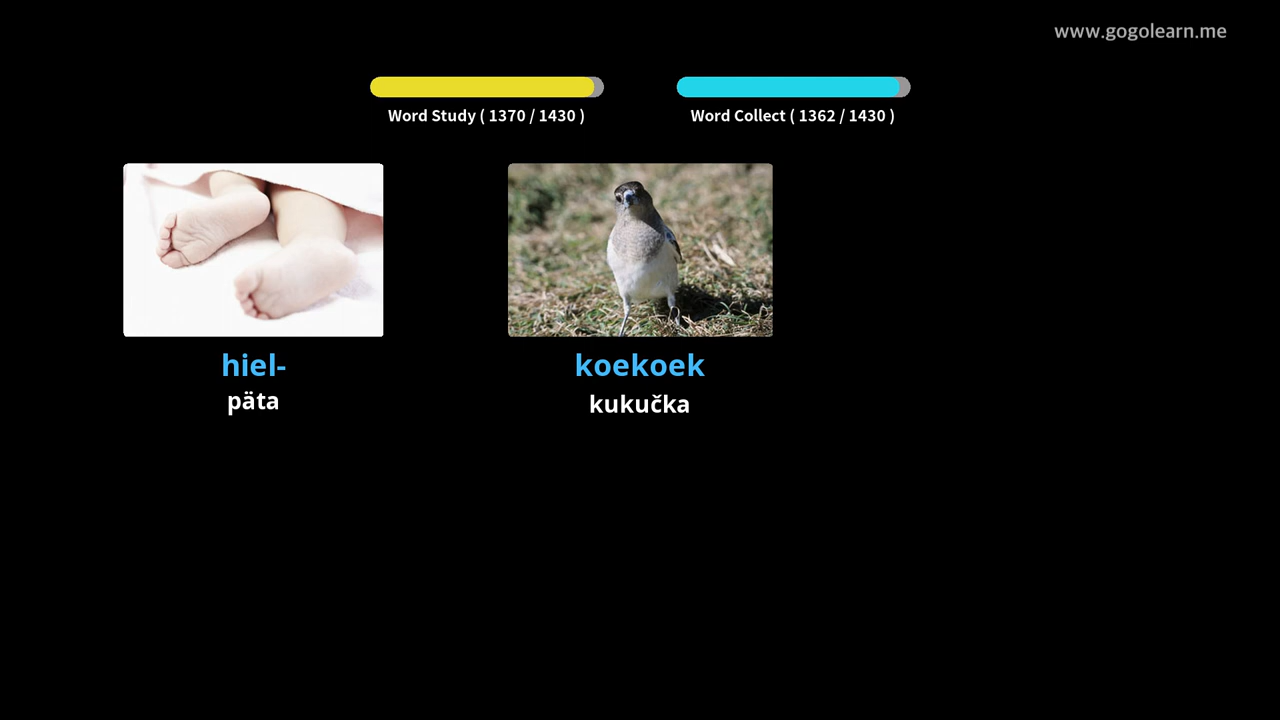 www.gogolearn.me
Word Study ( 1370 / 1430 )
Word Collect ( 1362 / 1430 )
hiel-
päta
koekoek
kukučka